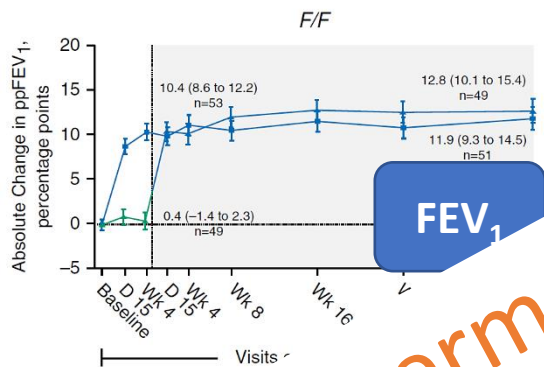 F/F
Absolute Change in ppFEV1,
percentage points
20
15
10
5
0
−5
10.4 (8.6 to 12.2)
n=53
12.8 (10.1 to 15.4)
n=49
11.9 (9.3 to 14.5)
n=51
0.4 (−1.4 to 2.3)
n=49
FEV1
Baseline
D 15
Wk 4
D 15
Wk 4
Wk 8
Wk 16
Visits